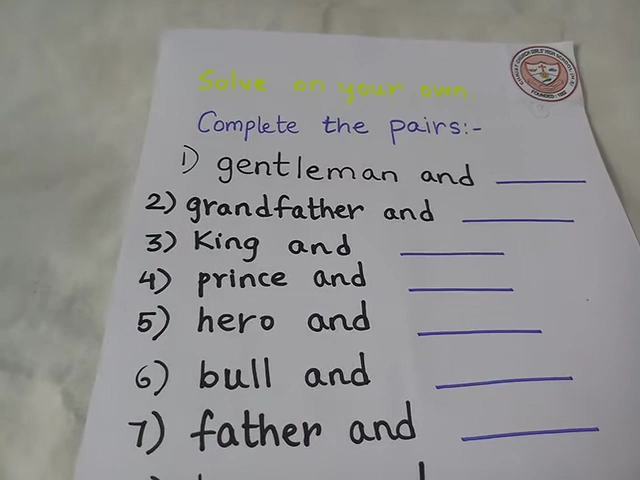 Solve on your own.
Complete the pairs:-
1) gentleman and
2) grandfather and
3) King and
4) prince and
5) hero and
6) bull and
7) father and